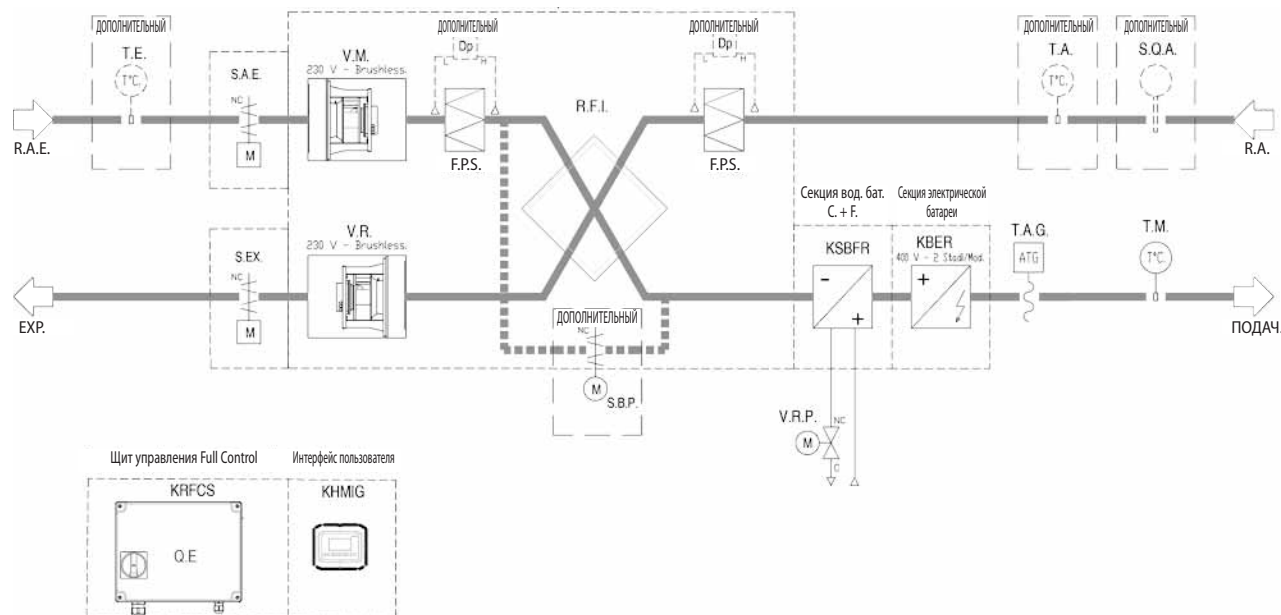 ДОПОЛНИТЕЛЬНЫЙ
T.E.
T°C.
S.A.E.
NC
M
V.M.
230 V - Brushless.
ДОПОЛНИТЕЛЬНЫЙ
Dp
L
H
F.P.S.
R.F.I.
ДОПОЛНИТЕЛЬНЫЙ
Dp
L
H
F.P.S.
ДОПОЛНИТЕЛЬНЫЙ
T.A.
T°C.
ДОПОЛНИТЕЛЬНЫЙ
S.Q.A.
R.A.E.
R.A.
S.EX.
NC
M
V.R.
230 V - Brushless.
ДОПОЛНИТЕЛЬНЫЙ
NC
M
S.B.P.
Секция вод. бат.
C. + F.
KSBFR
-
+
Секция электрической
батареи
KBER
400 V - 2 Stadi/Mod.
+
T.A.G.
ATG
T.M.
T°C.
EXP.
ПОДАЧ.
V.R.P.
NC
M
C
Щит управления Full Control
KRFCS
Q.E
Интерфейс пользователя
KHMIG